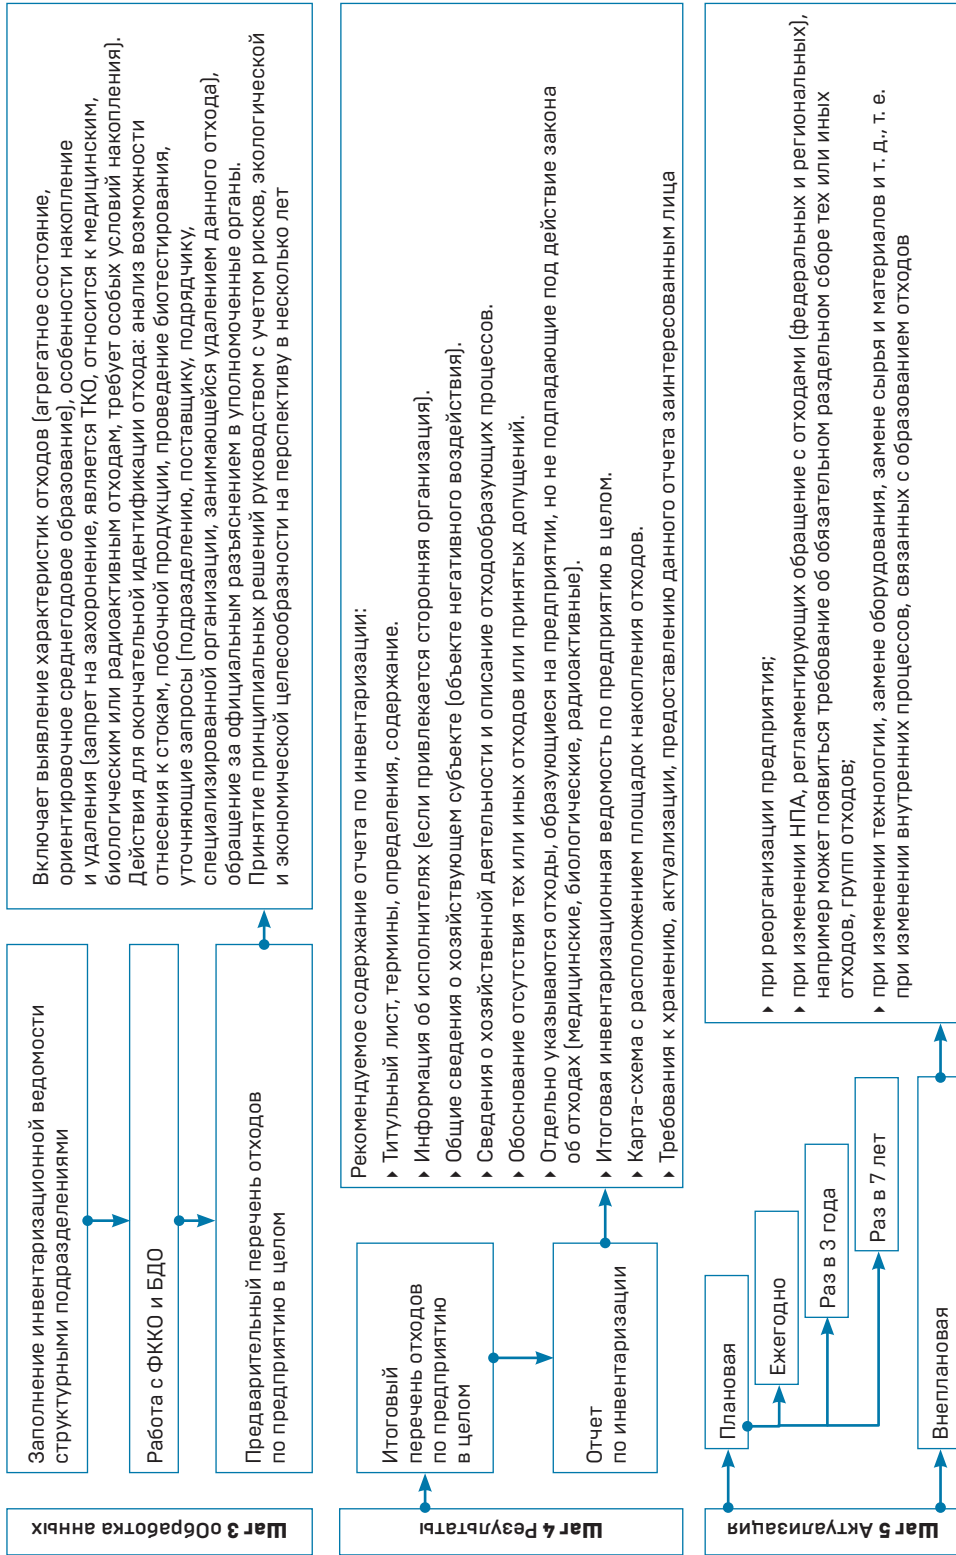 Шаг 3 оОбработка анных
Заполнение инвентаризационной ведомости
структурными подразделениями
Работа с ФККО и БДО
Предварительный перечень отходов
по предприятию в целом
Включает выявление характеристик отходов (агрегатное состояние,
ориентировочное среднегодовое образование), особенности накопление
и удаления (запрет на захоронение, является ТКО, относится к медицинским,
биологическим или радиоактивным отходам, требует особых условий накопления).
Действия для окончательной идентификации отхода: анализ возможности
отнесения к стокам, побочной продукции, проведение биотестирования,
уточняющие запросы (подразделению, поставщику, подрядчику,
специализированной организации, занимающейся удалением данного отхода),
обращение за официальным разъяснением в уполномоченные органы.
Принятие принципиальных решений руководством с учетом рисков, экологической
и экономической целесообразности на перспективу в несколько лет
Шаг 4 Результаты
Итоговый
перечень отходов
по предприятию
в целом
Отчет
по инвентаризации
Рекомендуемое содержание отчета по инвентаризации:
▸ Титульный лист, термины, определения, содержание.
▸ Информация об исполнителях (если привлекается сторонняя организация).
▸ Общие сведения о хозяйствующем субъекте (объекте негативного воздействия).
▸ Сведения о хозяйственной деятельности и описание отходообразующих процессов.
▸ Обоснование отсутствия тех или иных отходов или принятых допущений.
▸ Отдельно указываются отходы, образующиеся на предприятии, но не подпадающие под действие закона
об отходах (медицинские, биологические, радиоактивные).
▸ Итоговая инвентаризационная ведомость по предприятию в целом.
▸ Карта-схема с расположением площадок накопления отходов.
▸ Требования к хранению, актуализации, предоставлению данного отчета заинтересованным лица
Шаг 5 Актуализация
Плановая
Ежегодно
Раз в 3 года
Раз в 7 лет
Внеплановая
▸ при реорганизации предприятия;
▸ при изменении НПА, регламентирующих обращение с отходами (федеральных и региональных),
например может появиться требование об обязательном раздельном сборе тех или иных
отходов, групп отходов;
▸ при изменении технологии, замене оборудования, замене сырья и материалов и т. д., т. е.
при изменении внутренних процессов, связанных с образованием отходов